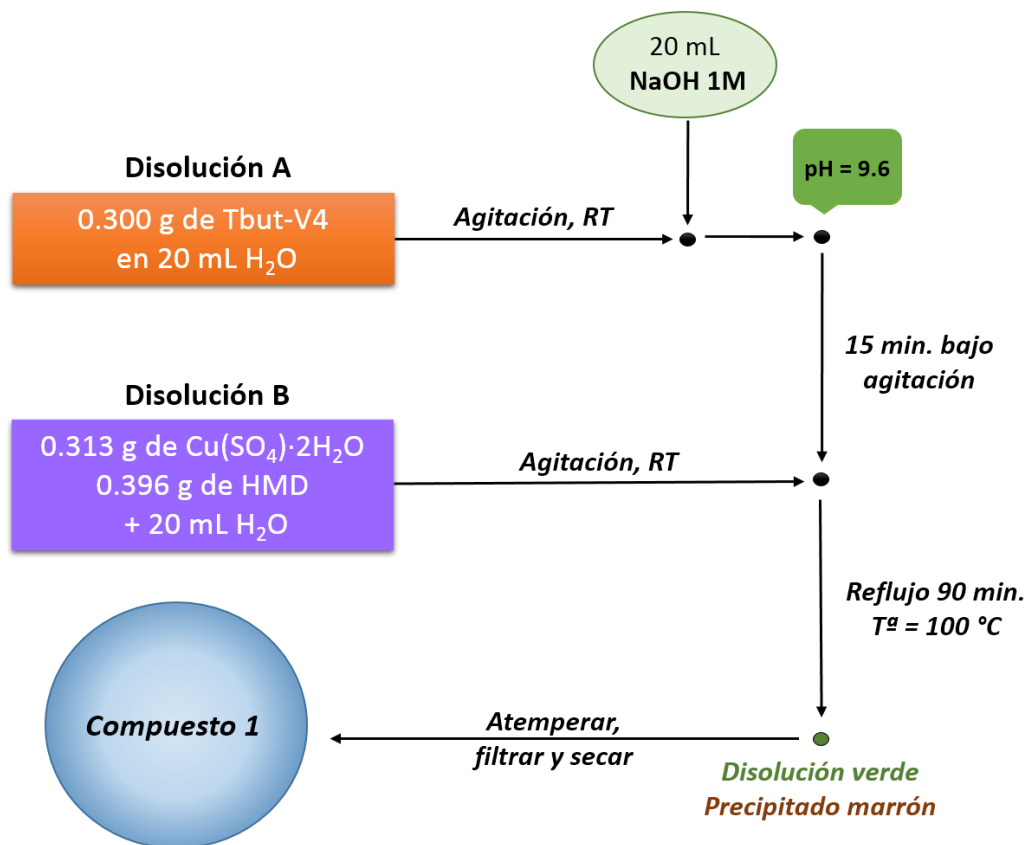 20 mL
NaOH 1M
pH = 9.6
Disolución A
0.300 g de Tbut-V4
en 20 mL H₂O
Agitación, RT
15 min. bajo
agitación
Disolución B
0.313 g de Cu(SO₄)·2H₂O
0.396 g de HMD
+ 20 mL H₂O
Agitación, RT
Reflujo 90 min.
Tª = 100 °C
Compuesto 1
Atemperar,
filtrar y secar
Disolución verde
Precipitado marrón